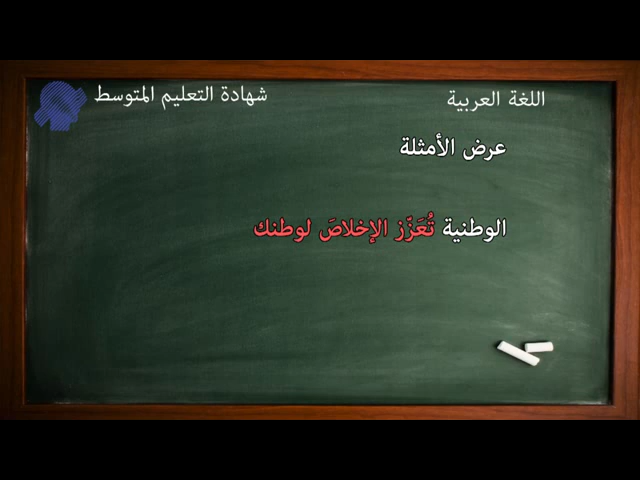 اللغة العربية
شهادة التعليم المتوسط
عرض الأمثلة
الوطنية تُعَزّز الإخلاصَ لوطنك